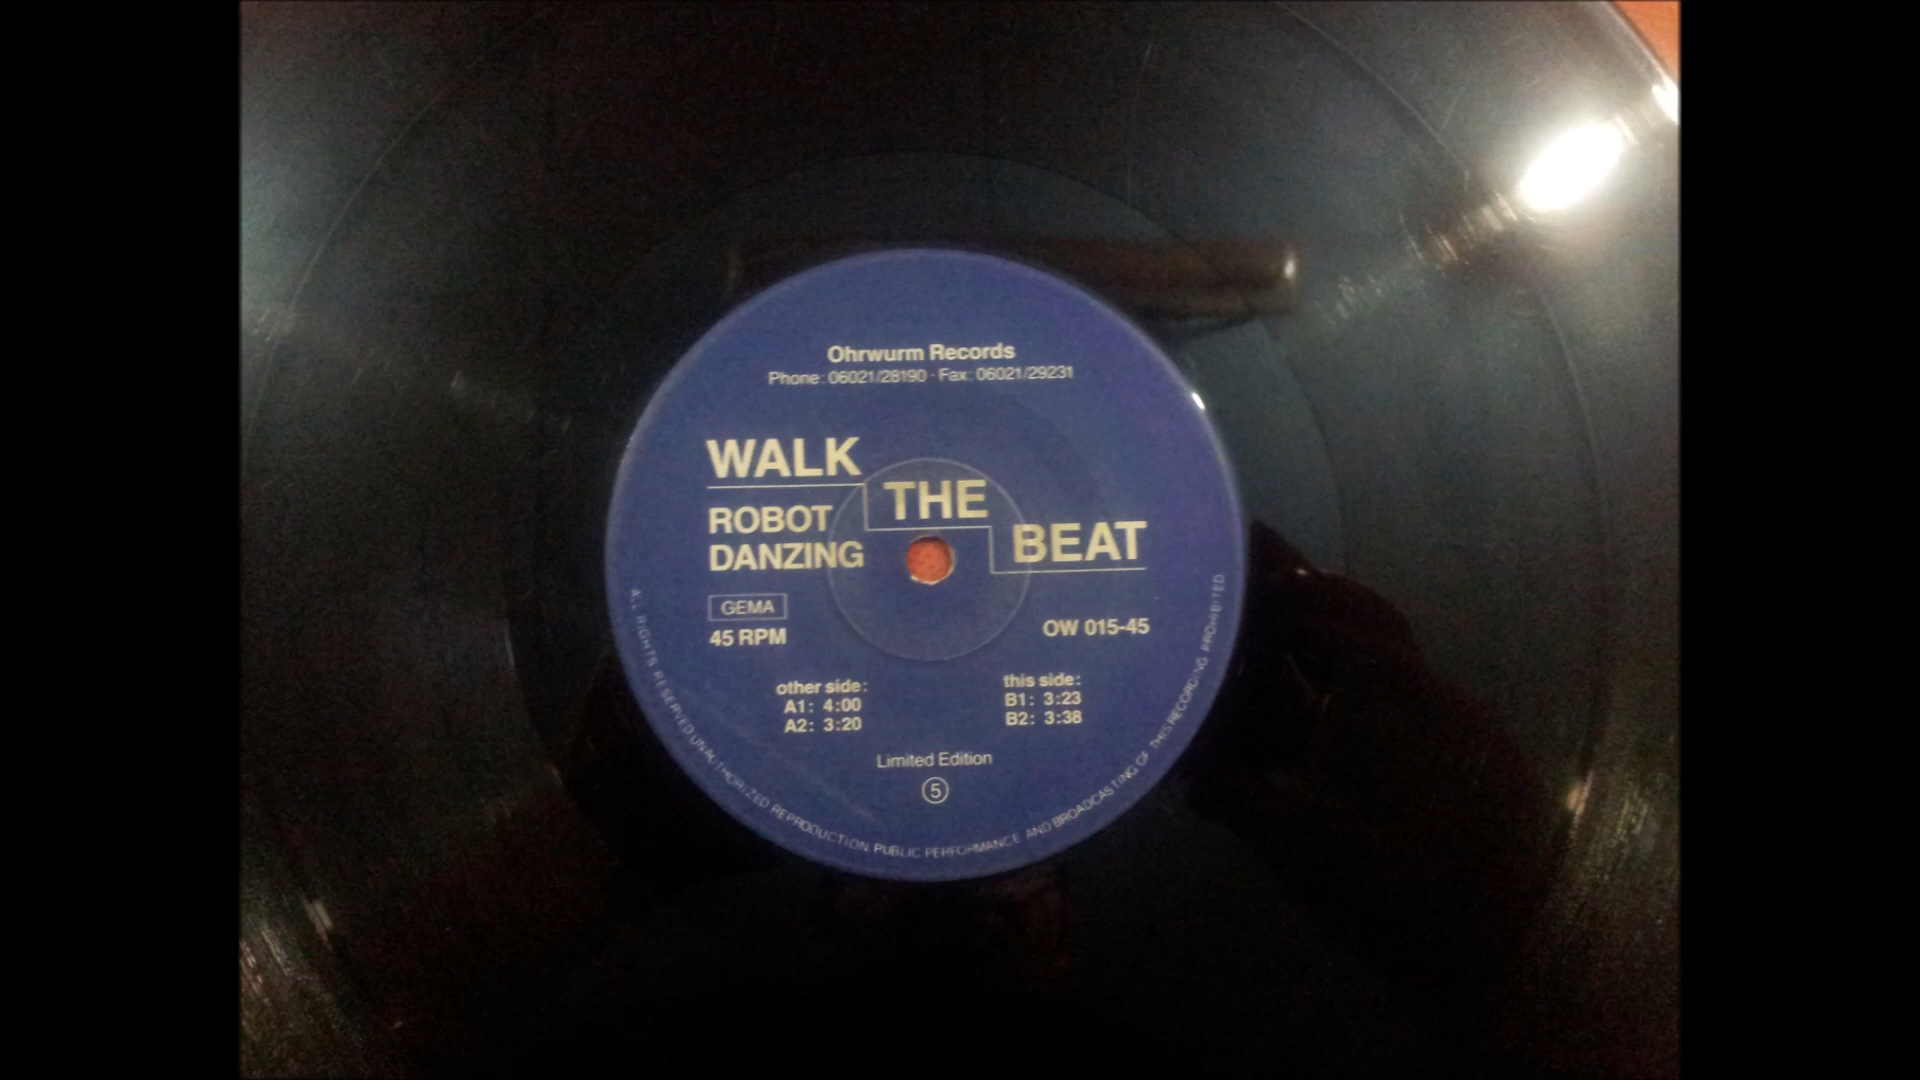 Ohrwurm Records
Phone: 06021/28190 · Fax: 06021/29231
WALK
THE
BEAT
ROBOT
DANZING
GEMA
45 RPM
OW 015-45
other side:
A1: 4:00
A2: 3:20
this side:
B1: 3:23
B2: 3:38
Limited Edition
5
ALL RIGHTS RESERVED UNAUTHORIZED REPRODUCTION PUBLIC PERFORMANCE AND BROADCASTING OF THIS RECORDING PROHIBITED